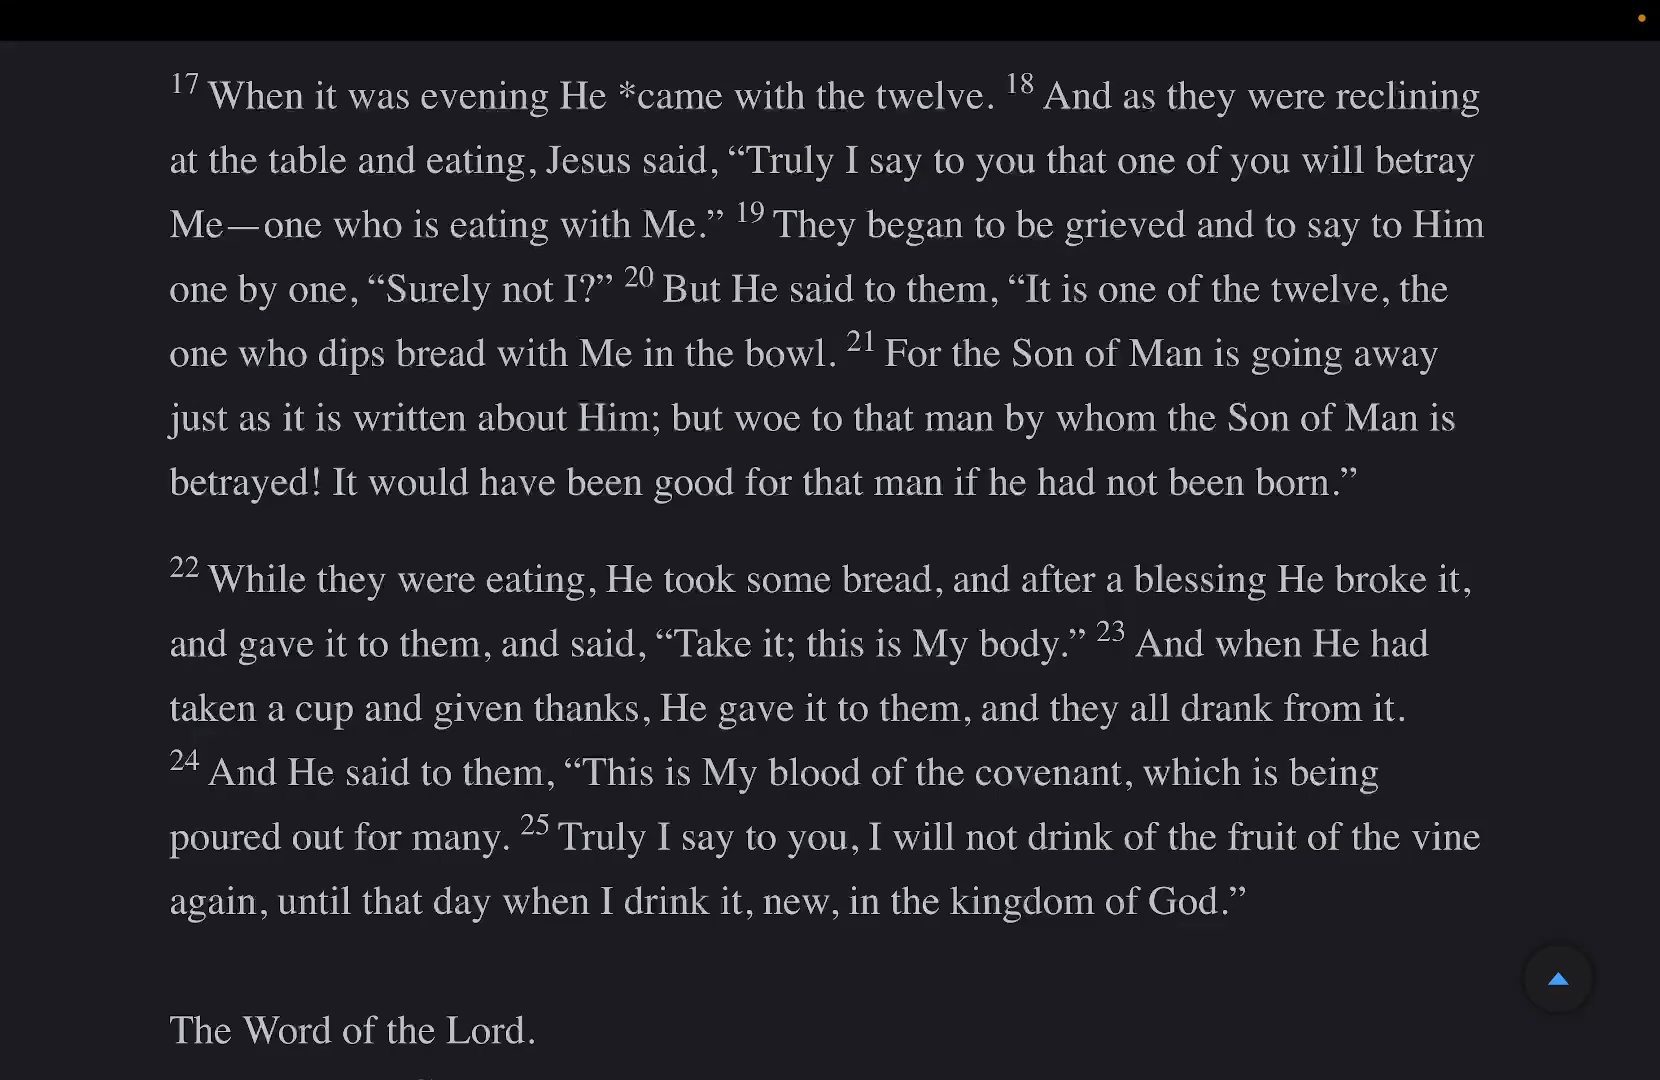 17 When it was evening He *came with the twelve. 18 And as they were reclining
at the table and eating, Jesus said, “Truly I say to you that one of you will betray
Me—one who is eating with Me.” 19 They began to be grieved and to say to Him
one by one, “Surely not I?” 20 But He said to them, “It is one of the twelve, the
one who dips bread with Me in the bowl. 21 For the Son of Man is going away
just as it is written about Him; but woe to that man by whom the Son of Man is
betrayed! It would have been good for that man if he had not been born.”
22 While they were eating, He took some bread, and after a blessing He broke it,
and gave it to them, and said, “Take it; this is My body.” 23 And when He had
taken a cup and given thanks, He gave it to them, and they all drank from it.
24 And He said to them, “This is My blood of the covenant, which is being
poured out for many. 25 Truly I say to you, I will not drink of the fruit of the vine
again, until that day when I drink it, new, in the kingdom of God.”
The Word of the Lord.